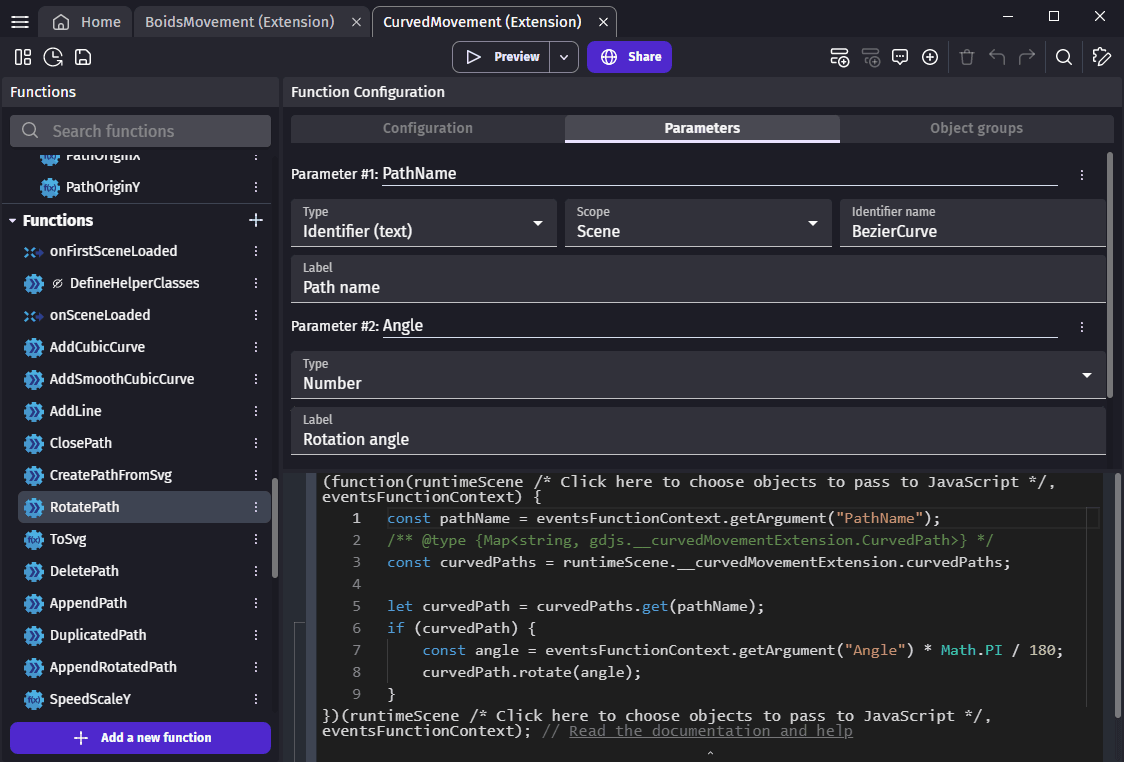 Home
BoidsMovement (Extension)
CurvedMovement (Extension)
Preview
Share
Functions
Search functions
PathOriginX
PathOriginY
Functions
onFirstSceneLoaded
DefineHelperClasses
onSceneLoaded
AddCubicCurve
AddSmoothCubicCurve
AddLine
ClosePath
CreatePathFromSvg
RotatePath
ToSvg
DeletePath
AppendPath
DuplicatedPath
AppendRotatedPath
SpeedScaleY
Add a new function
Function Configuration
Configuration
Parameters
Object groups
Parameter #1: PathName
Type
Identifier (text)
Scope
Scene
Identifier name
BezierCurve
Label
Path name
Parameter #2: Angle
Type
Number
Label
Rotation angle
(function(runtimeScene /* Click here to choose objects to pass to JavaScript */,
eventsFunctionContext) {
1 const pathName = eventsFunctionContext.getArgument("PathName");
2 /** @type {Map<string, gdjs.__curvedMovementExtension.CurvedPath>} */
3 const curvedPaths = runtimeScene.__curvedMovementExtension.curvedPaths;
4
5 let curvedPath = curvedPaths.get(pathName);
6 if (curvedPath) {
7 const angle = eventsFunctionContext.getArgument("Angle") * Math.PI / 180;
8 curvedPath.rotate(angle);
9 }
})(runtimeScene /* Click here to choose objects to pass to JavaScript */,
eventsFunctionContext); // Read the documentation and help